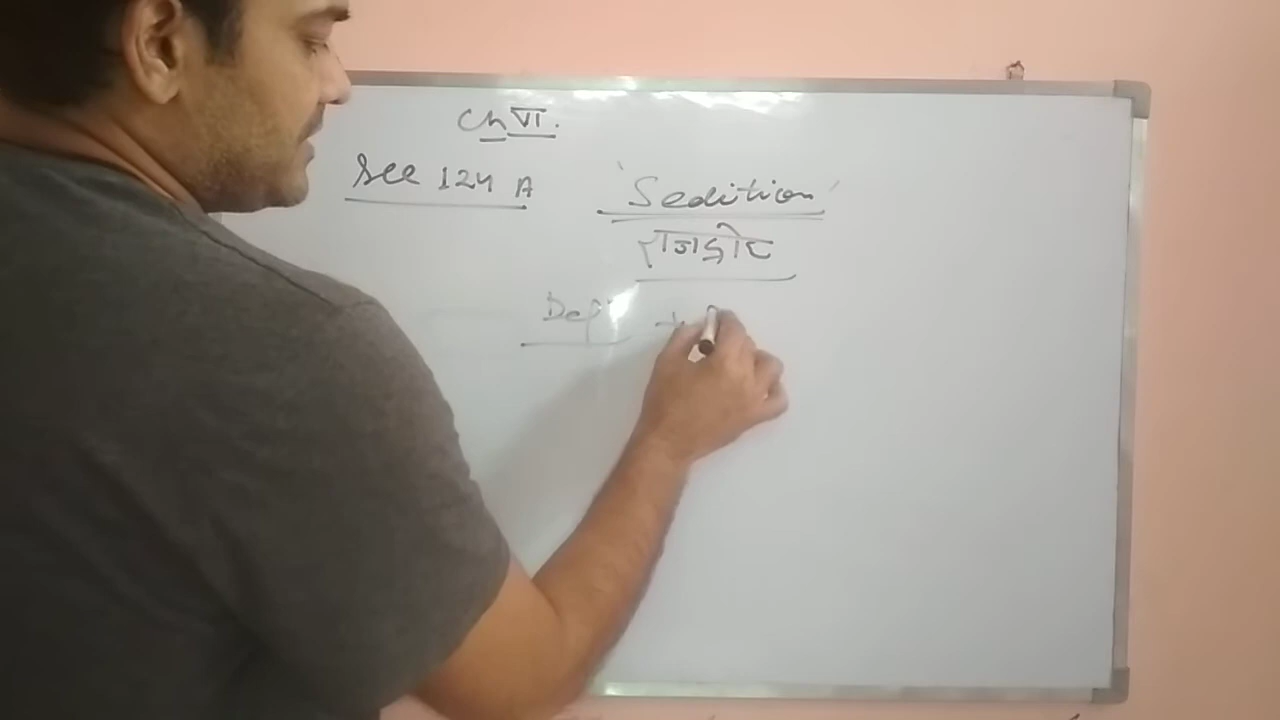 Ch VI.
Sec 124 A 'Sedition'
राजद्रोह
Def" +